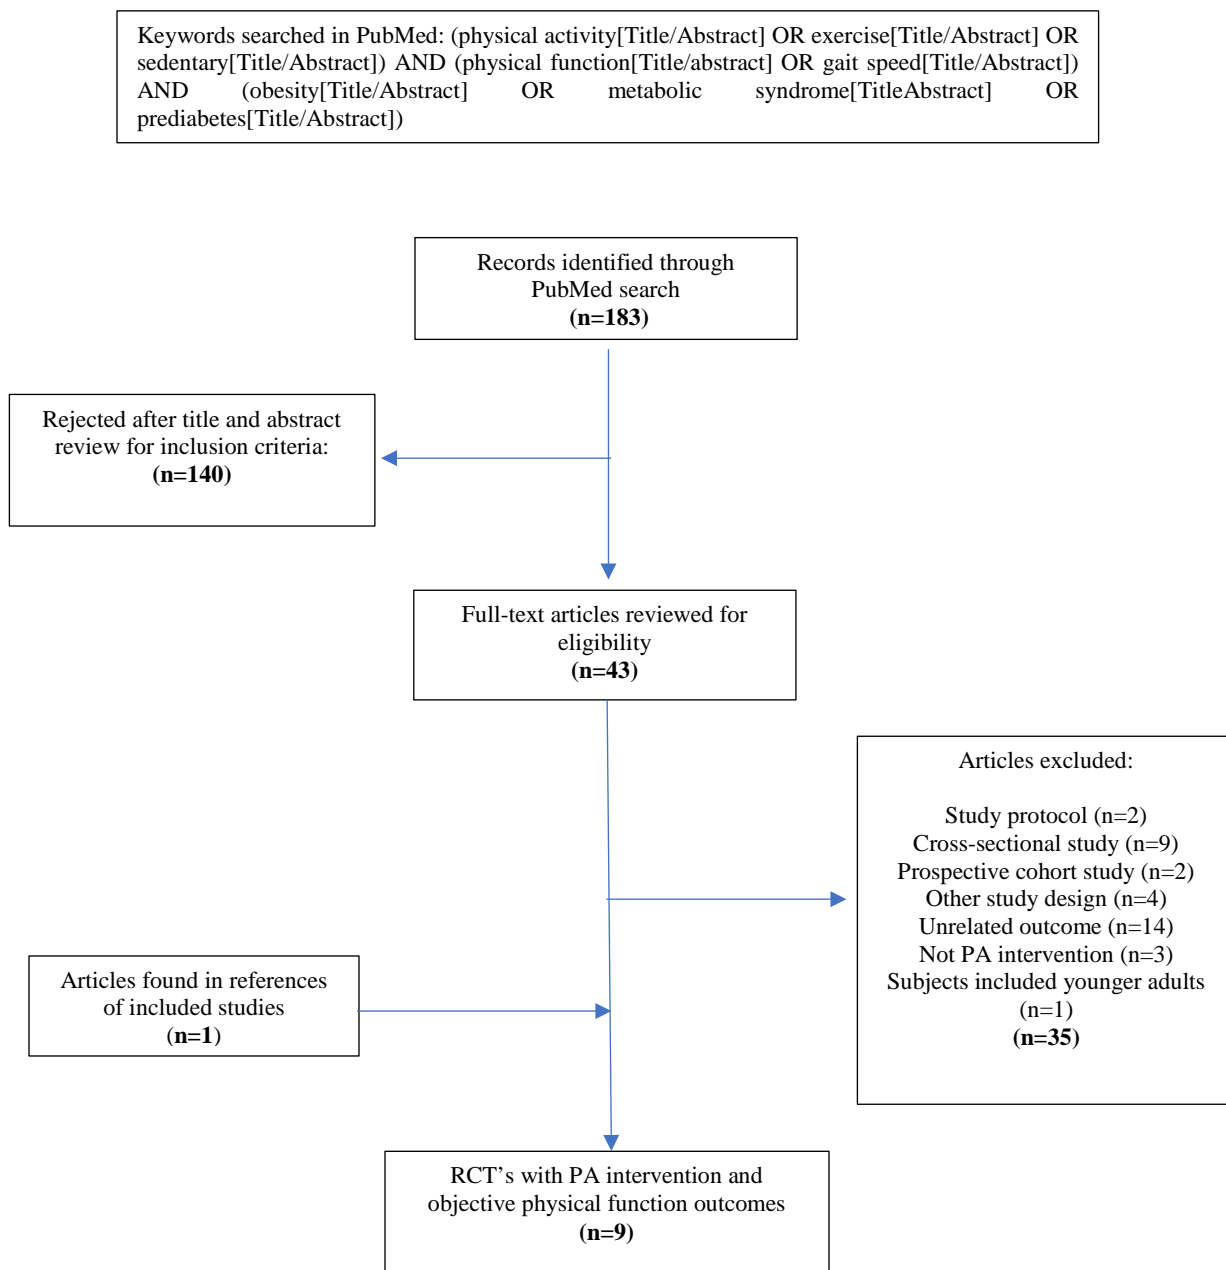 Keywords searched in PubMed: (physical activity[Title/Abstract] OR exercise[Title/Abstract] OR
sedentary[Title/Abstract]) AND (physical function[Title/abstract] OR gait speed[Title/Abstract])
AND (obesity[Title/Abstract] OR metabolic syndrome[TitleAbstract] OR
prediabetes[Title/Abstract])
Records identified through
PubMed search
(n=183)
Rejected after title and abstract
review for inclusion criteria:
(n=140)
Full-text articles reviewed for
eligibility
(n=43)
Articles excluded:
Study protocol (n=2)
Cross-sectional study (n=9)
Prospective cohort study (n=2)
Other study design (n=4)
Unrelated outcome (n=14)
Not PA intervention (n=3)
Subjects included younger adults
(n=1)
(n=35)
Articles found in references
of included studies
(n=1)
RCT’s with PA intervention and
objective physical function outcomes
(n=9)